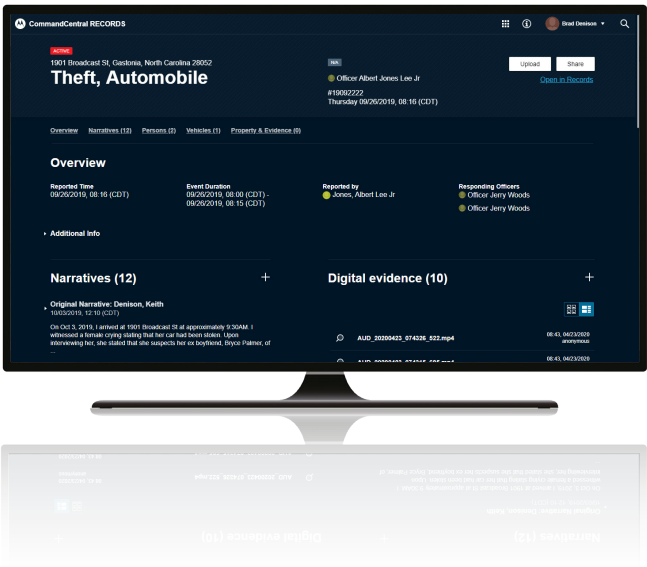 CommandCentral RECORDS
Brad Denison
ACTIVE
1901 Broadcast St, Gastonia, North Carolina 28052
Theft, Automobile
N/A
Officer Albert Jones Lee Jr
#19092222
Thursday 09/26/2019, 08:16 (CDT)
Upload
Share
Open in Records
Overview
Narratives (12)
Persons (2)
Vehicles (1)
Property & Evidence (0)
Overview
Reported Time
09/26/2019, 08:16 (CDT)
Event Duration
09/26/2019, 08:00 (CDT) -
09/26/2019, 08:15 (CDT)
Reported by
Jones, Albert Lee Jr
Responding Officers
Officer Jerry Woods
Officer Jerry Woods
Additional Info
Narratives (12)
+
Original Narrative: Denison, Keith
10/03/2019, 12:10 (CDT)
On Oct 3, 2019, I arrived at 1901 Broadcast St at approximately 9:30AM. I
witnessed a female crying stating that her car had been stolen. Upon
interviewing her, she stated that she suspects her ex boyfriend, Bryce Palmer, of
...
Digital evidence (10)
+
AUD_20200423_074326_522.mp4
08:43, 04/23/2020
anonymous
08:43, 04/23/2020